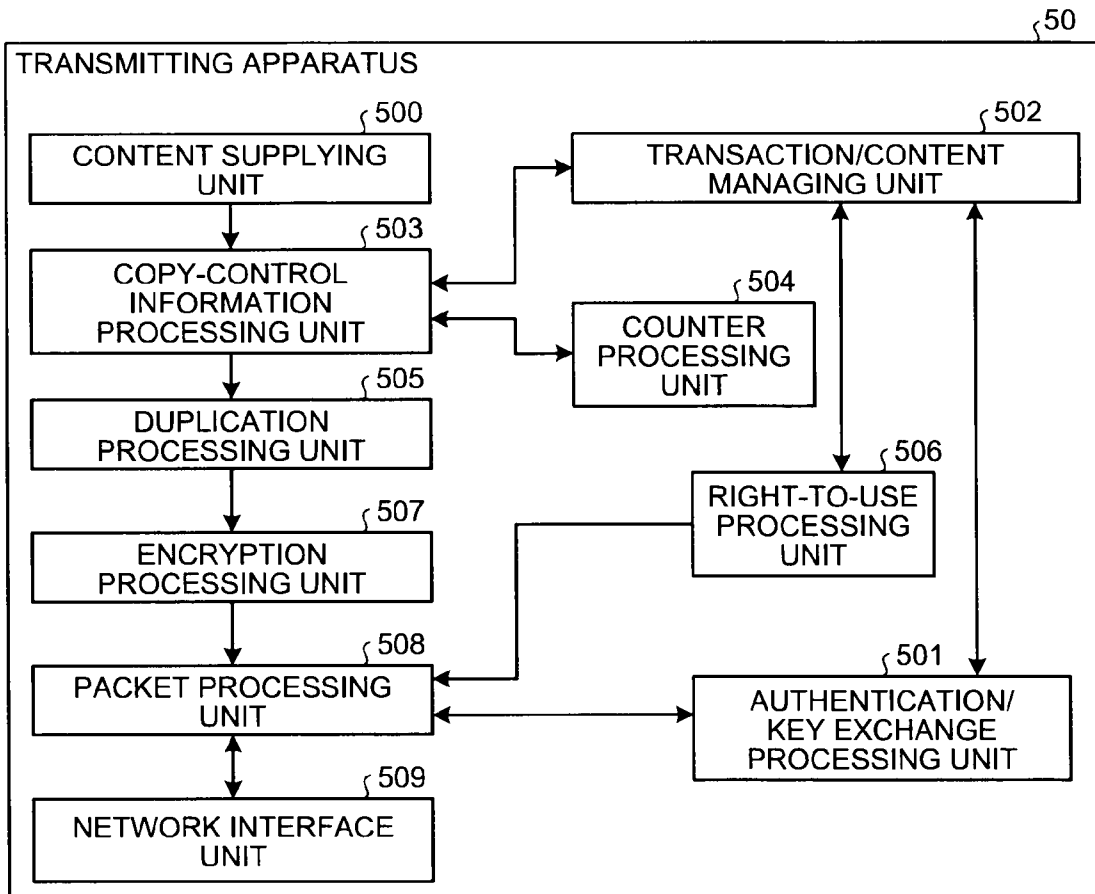 50
TRANSMITTING APPARATUS
500
CONTENT SUPPLYING
UNIT
502
TRANSACTION/CONTENT
MANAGING UNIT
503
COPY-CONTROL
INFORMATION
PROCESSING UNIT
504
COUNTER
PROCESSING
UNIT
505
DUPLICATION
PROCESSING UNIT
506
RIGHT-TO-USE
PROCESSING
UNIT
507
ENCRYPTION
PROCESSING UNIT
508
PACKET PROCESSING
UNIT
501
AUTHENTICATION/
KEY EXCHANGE
PROCESSING UNIT
509
NETWORK INTERFACE
UNIT